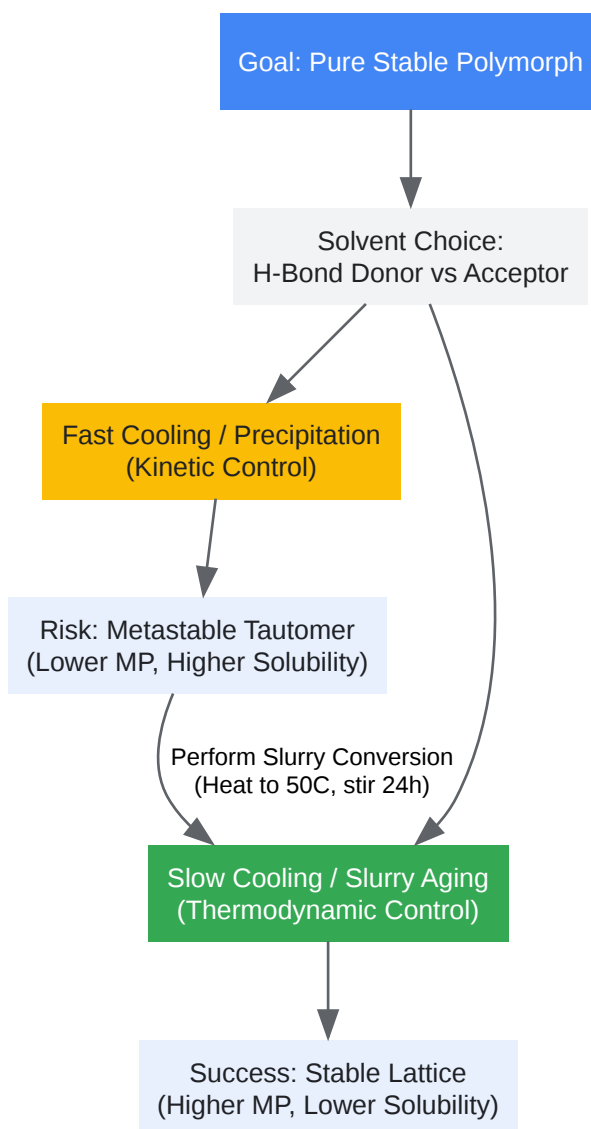 Goal: Pure Stable Polymorph
Solvent Choice:
H-Bond Donor vs Acceptor
Fast Cooling / Precipitation
(Kinetic Control)
Risk: Metastable Tautomer
(Lower MP, Higher Solubility)
Perform Slurry Conversion
(Heat to 50C, stir 24h)
Slow Cooling / Slurry Aging
(Thermodynamic Control)
Success: Stable Lattice
(Higher MP, Lower Solubility)